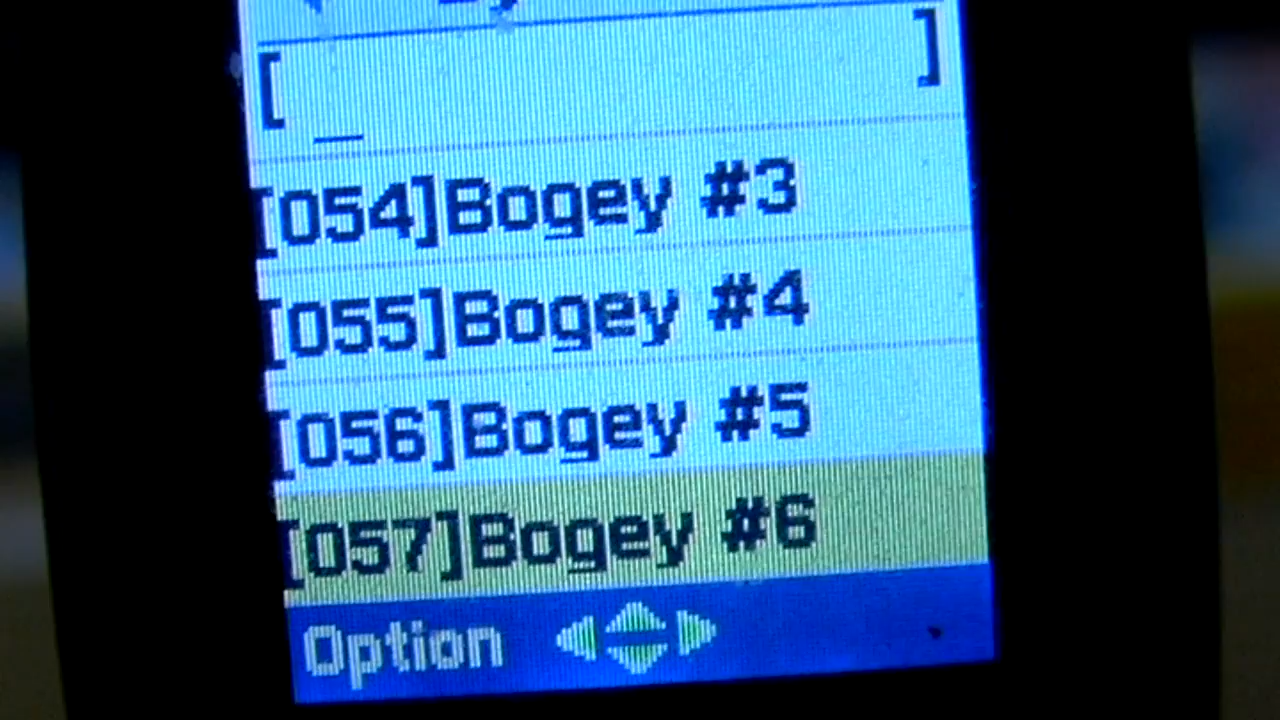 [ _ ]
[054]Bogey #3
[055]Bogey #4
[056]Bogey #5
[057]Bogey #6
Option